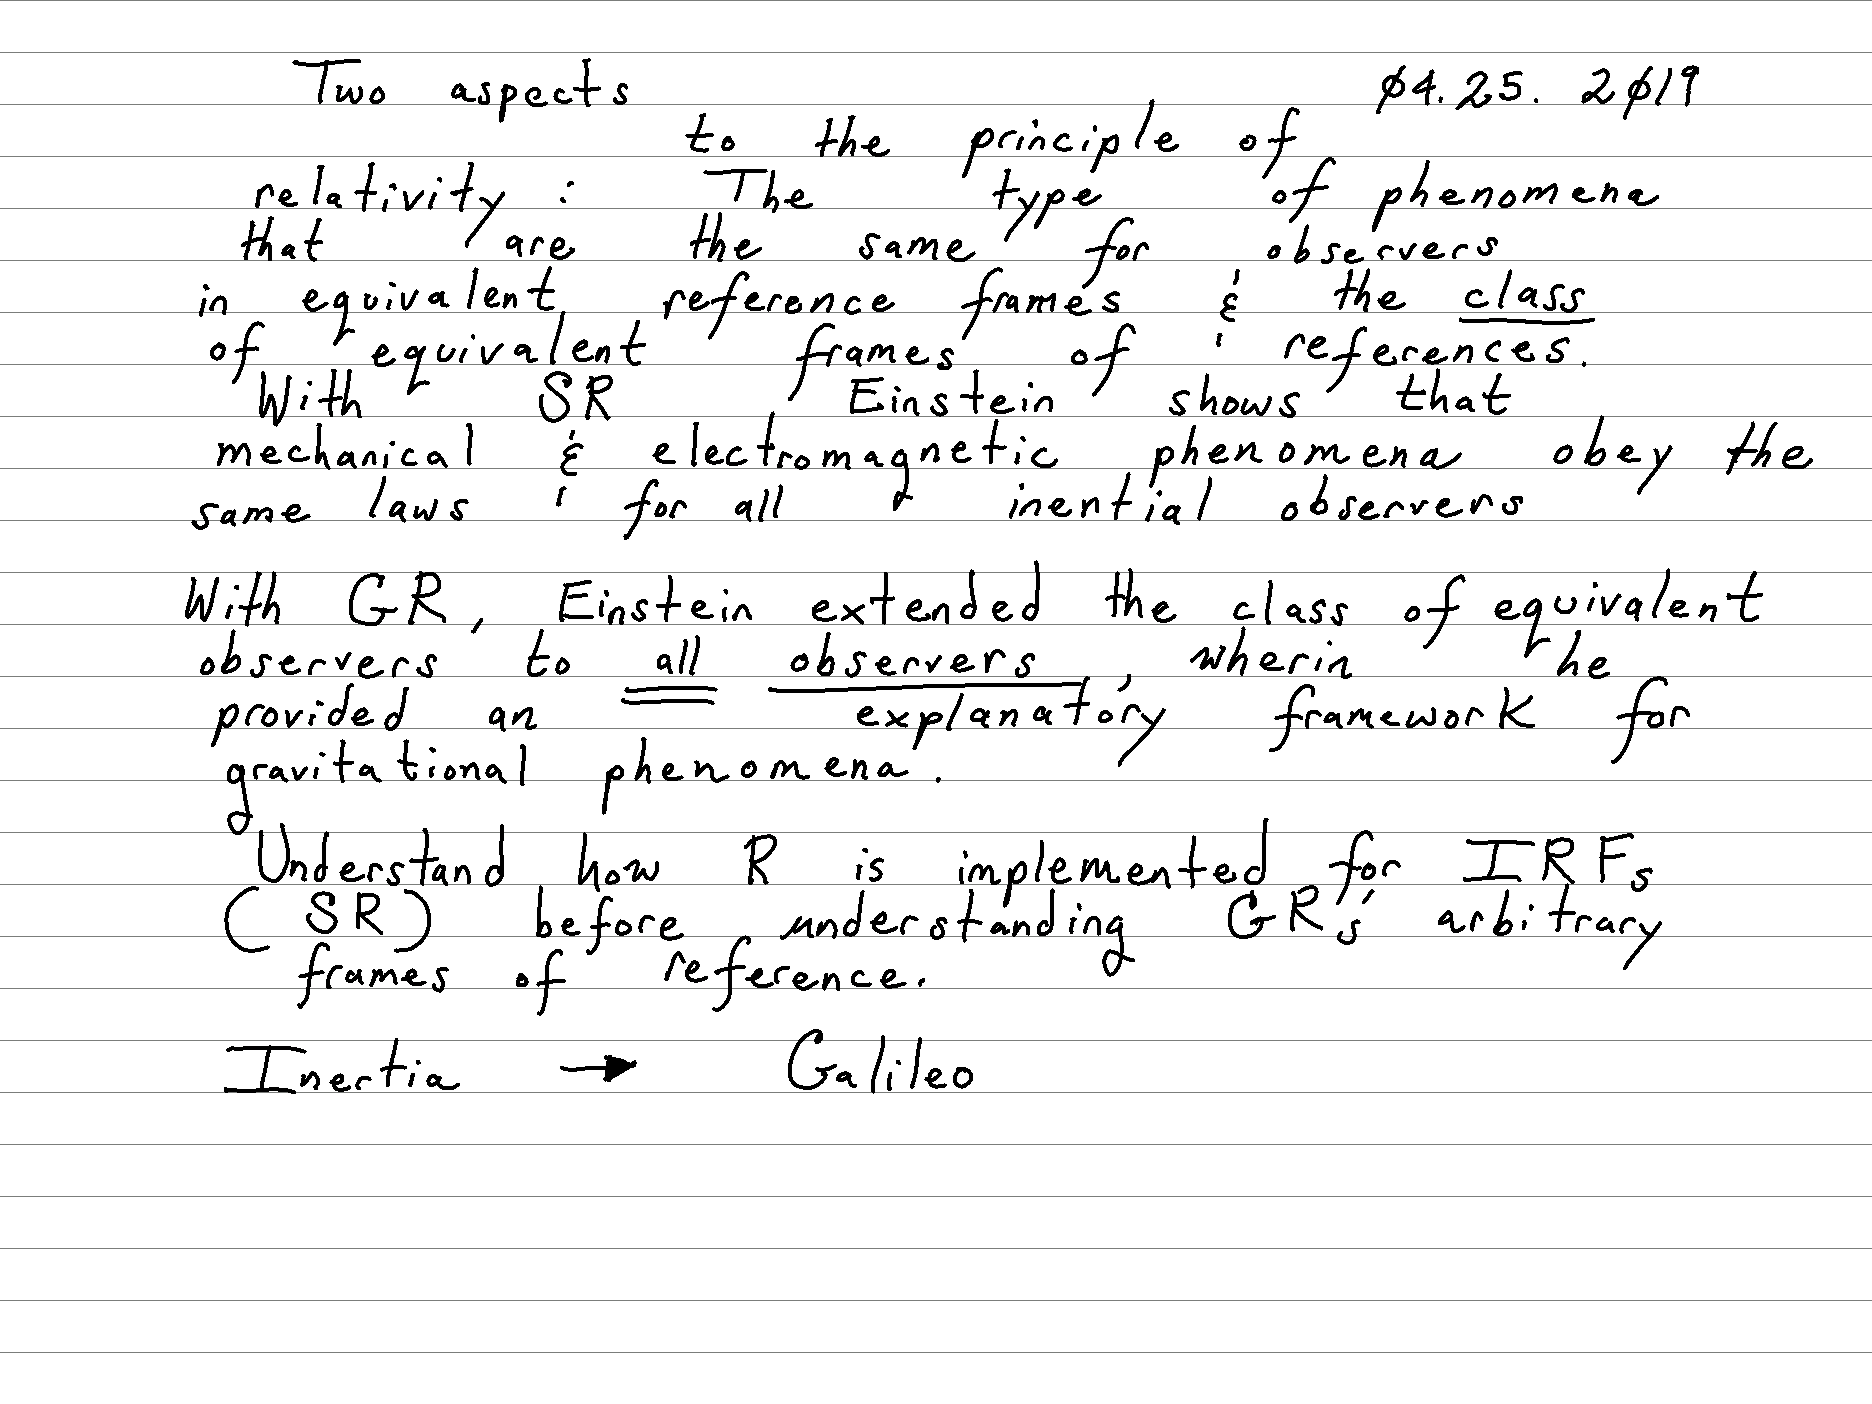 Two aspects ø4.25.2ø19
to the principle of
relativity : The type of phenomena
that are the same for observers
in equivalent reference frames & the class
of equivalent frames of references.
With SR Einstein shows that
mechanical & electromagnetic phenomena obey the
same laws for all inential observers
With GR, Einstein extended the class of equivalent
observers to all observers, wherin he
provided an explanatory framework for
gravitational phenomena.
Understand how R is implemented for IRFs
(SR) before understanding GR's arbitrary
frames of reference.
Inertia → Galileo